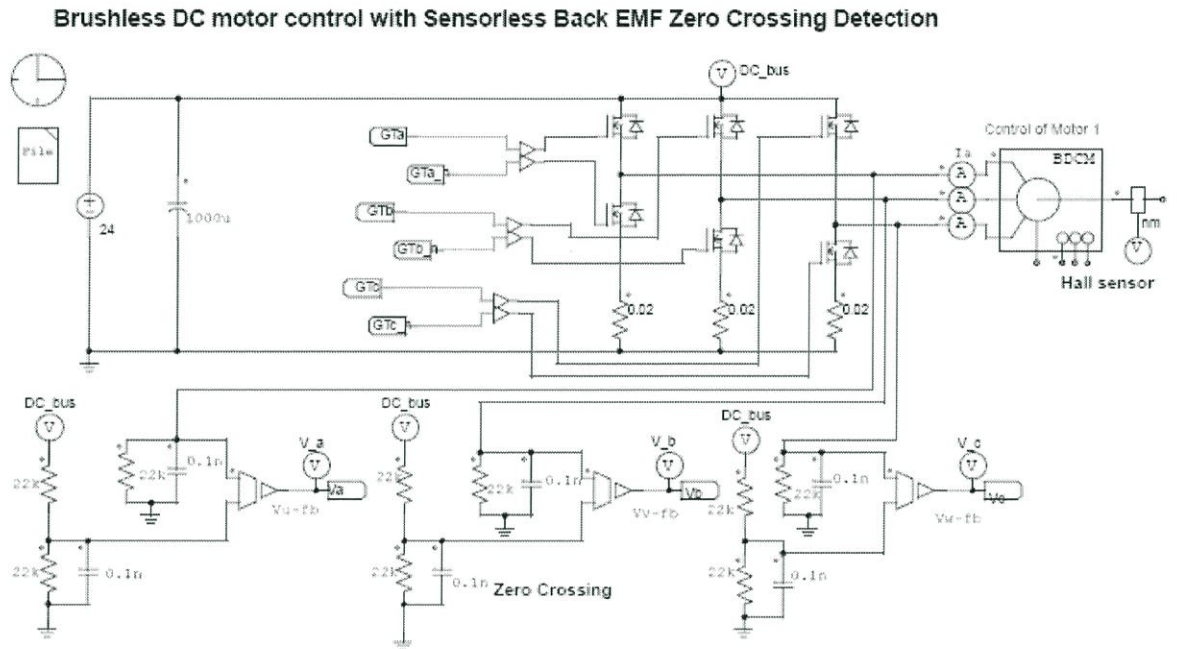 Brushless DC motor control with Sensorless Back EMF Zero Crossing Detection
DC_bus
File
24
1000u
GTa
GTa_n
GTb
GTb_n
GTc
GTc_n
0.02
0.02
0.02
Control of Motor 1
Ia
BDCM
A
A
A
V
nm
V
Hall sensor
DC_bus
V
22k
22k
0.1n
22k
0.1n
V_a
V
Va
Vu-fb
DC_bus
V
22k
22k
0.1n
22k
0.1n
V_b
V
Vb
Vv-fb
Zero Crossing
DC_bus
V
22k
22k
0.1n
22k
0.1n
V_c
V
Vc
Vw-fb